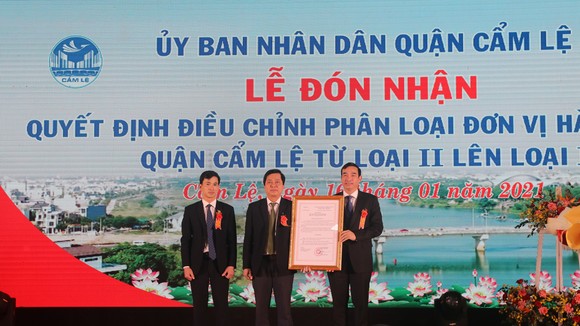 CẨM LỆ
ỦY BAN NHÂN DÂN QUẬN CẨM LỆ
LỄ ĐÓN NHẬN
QUYẾT ĐỊNH ĐIỀU CHỈNH PHÂN LOẠI ĐƠN VỊ
QUẬN CẨM LỆ TỪ LOẠI II LÊN LOẠI
Cẩm Lệ, ngày 16 tháng 01 năm 2021